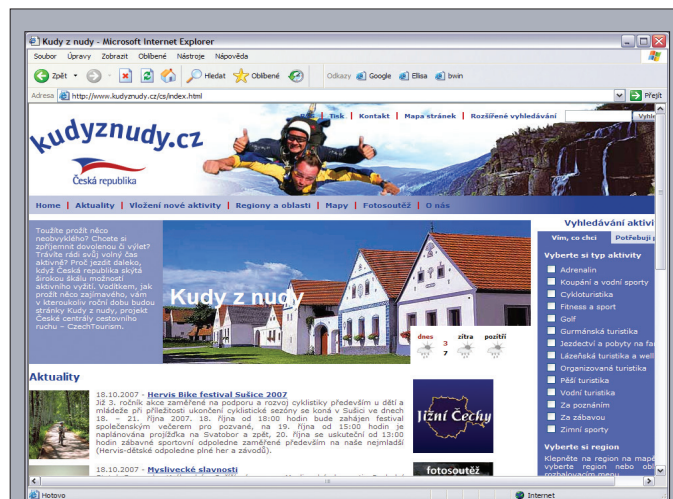 Kudy z nudy - Microsoft Internet Explorer
Soubor Úpravy Zobrazit Oblíbené Nástroje Nápověda
Zpět Hledat Oblíbené Odkazy Google Elisa bwin
Adresa http://www.kudyznudy.cz/cs/index.html Přejít
Tisk | Kontakt | Mapa stránek | Rozšířené vyhledávání
kudyznudy.cz
Česká republika
Home | Aktuality | Vložení nové aktivity | Regiony a oblasti | Mapy | Fotosoutěž | O nás
Toužíte prožít něco
neobvyklého? Chcete si
zpříjemnit dovolenou či výlet?
Trávíte rádi svůj volný čas
aktivně? Proč jezdit daleko,
když Česká republika skýtá
širokou škálu možností
aktivního vyžití. Vodítkem, jak
prožít něco zajímavého, vám
v kteroukoliv roční dobu budou
stránky Kudy z nudy, projekt
České centrály cestovního
ruchu – CzechTourism.
Kudy z nudy
dnes zítra pozítří
3
7
Vyhledávání aktivi
Vím, co chci Potřebuji p
Vyberte si typ aktivity
Adrenalin
Koupání a vodní sporty
Cykloturistika
Fitness a sport
Golf
Gurmánská turistika
Jezdectví a pobyty na fa
Lázeňská turistika a well
Organizovaná turistika
Pěší turistika
Vodní turistika
Za poznáním
Za zábavou
Zimní sporty
Vyberte si region
Klepněte na region na mapě
vyberte region nebo obl
rozbalovacím menu
Aktuality
18.10.2007 - Hervis Bike festival Sušice 2007
Již 3. ročník akce zaměřené na podporu a rozvoj cyklistiky především u dětí a
mládeže při příležitosti ukončení cyklistické sezóny se koná v Sušici ve dnech
18. – 21. října 2007. 18. října od 18:00 hodin bude zahájen festival
společenským večerem pro pozvané, na 19. října od 15:00 hodin je
naplánována projížďka na Svatobor a zpět, 20. října se uskuteční od 13:00
hodin zábavné sportovní odpoledne zaměřené především na naše nejmladší
(Hervis-dětské odpoledne plné her a závodů).
Jižní Čechy
18.10.2007 - Myslivecké slavnosti
fotosoutěž
Hotovo Internet